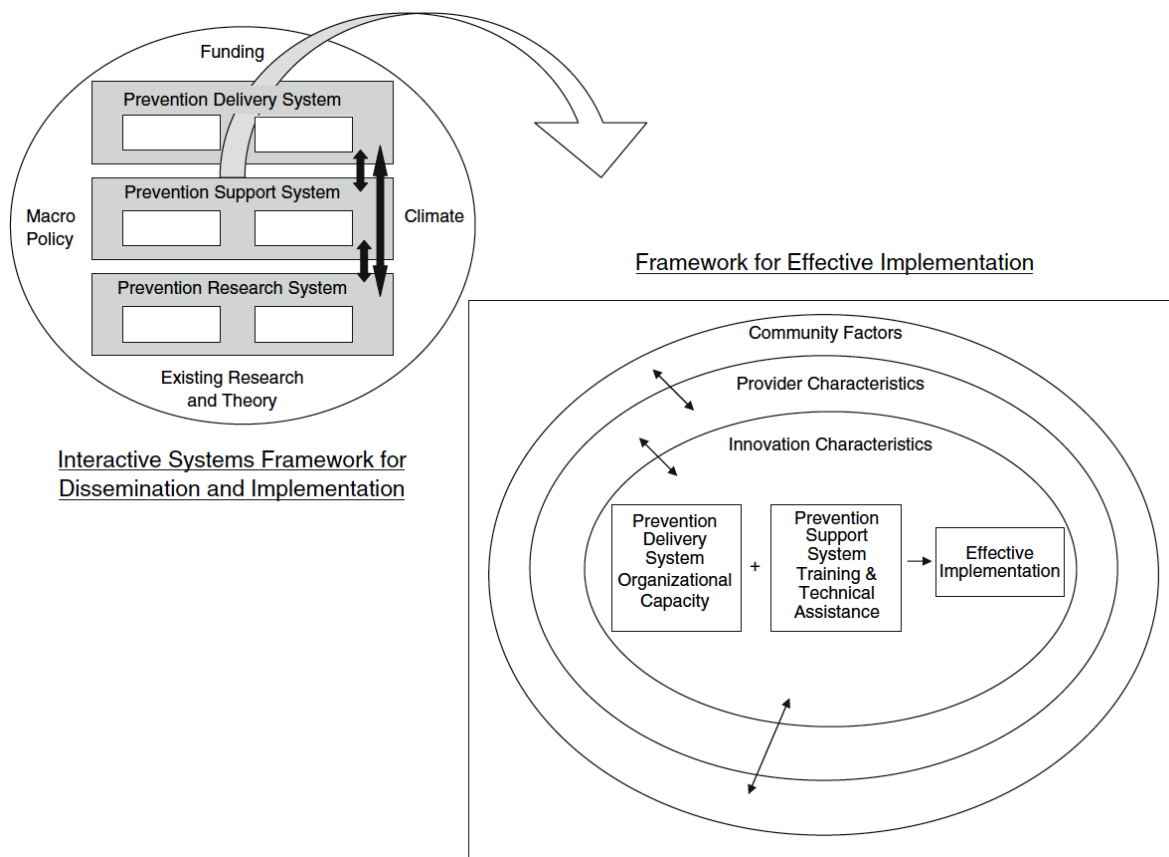 Funding
Prevention Delivery System
Prevention Support System
Macro
Policy
Climate
Prevention Research System
Existing Research
and Theory
Interactive Systems Framework for
Dissemination and Implementation
Framework for Effective Implementation
Community Factors
Provider Characteristics
Innovation Characteristics
Prevention
Delivery
System
Organizational
Capacity
+
Prevention
Support
System
Training &
Technical
Assistance
Effective
Implementation